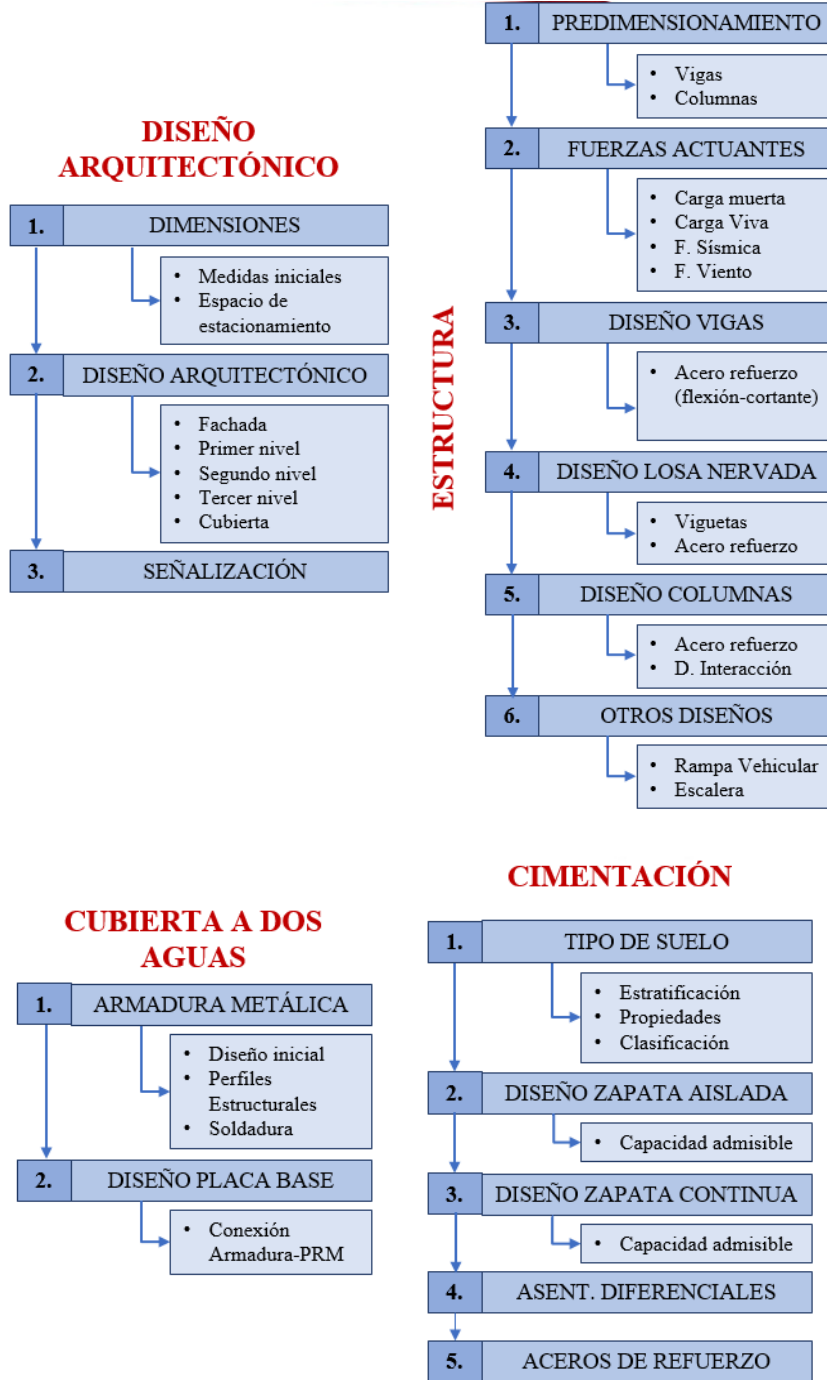 DISEÑO
ARQUITECTÓNICO
1. DIMENSIONES
• Medidas iniciales
• Espacio de
estacionamiento
2. DISEÑO ARQUITECTÓNICO
• Fachada
• Primer nivel
• Segundo nivel
• Tercer nivel
• Cubierta
3. SEÑALIZACIÓN
ESTRUCTURA
1. PREDIMENSIONAMIENTO
• Vigas
• Columnas
2. FUERZAS ACTUANTES
• Carga muerta
• Carga Viva
• F. Sísmica
• F. Viento
3. DISEÑO VIGAS
• Acero refuerzo
(flexión-cortante)
4. DISEÑO LOSA NERVADA
• Viguetas
• Acero refuerzo
5. DISEÑO COLUMNAS
• Acero refuerzo
• D. Interacción
6. OTROS DISEÑOS
• Rampa Vehicular
• Escalera
CUBIERTA A DOS
AGUAS
1. ARMADURA METÁLICA
• Diseño inicial
• Perfiles
Estructurales
• Soldadura
2. DISEÑO PLACA BASE
• Conexión
Armadura-PRM
CIMENTACIÓN
1. TIPO DE SUELO
• Estratificación
• Propiedades
• Clasificación
2. DISEÑO ZAPATA AISLADA
• Capacidad admisible
3. DISEÑO ZAPATA CONTINUA
• Capacidad admisible
4. ASENT. DIFERENCIALES
5. ACEROS DE REFUERZO